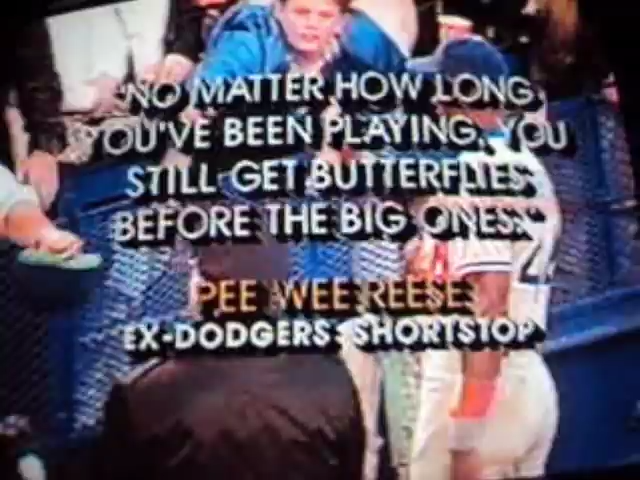 "NO MATTER HOW LONG
YOU'VE BEEN PLAYING, YOU
STILL GET BUTTERFLIES
BEFORE THE BIG ONES."
PEE WEE REESE
EX-DODGERS SHORTSTOP